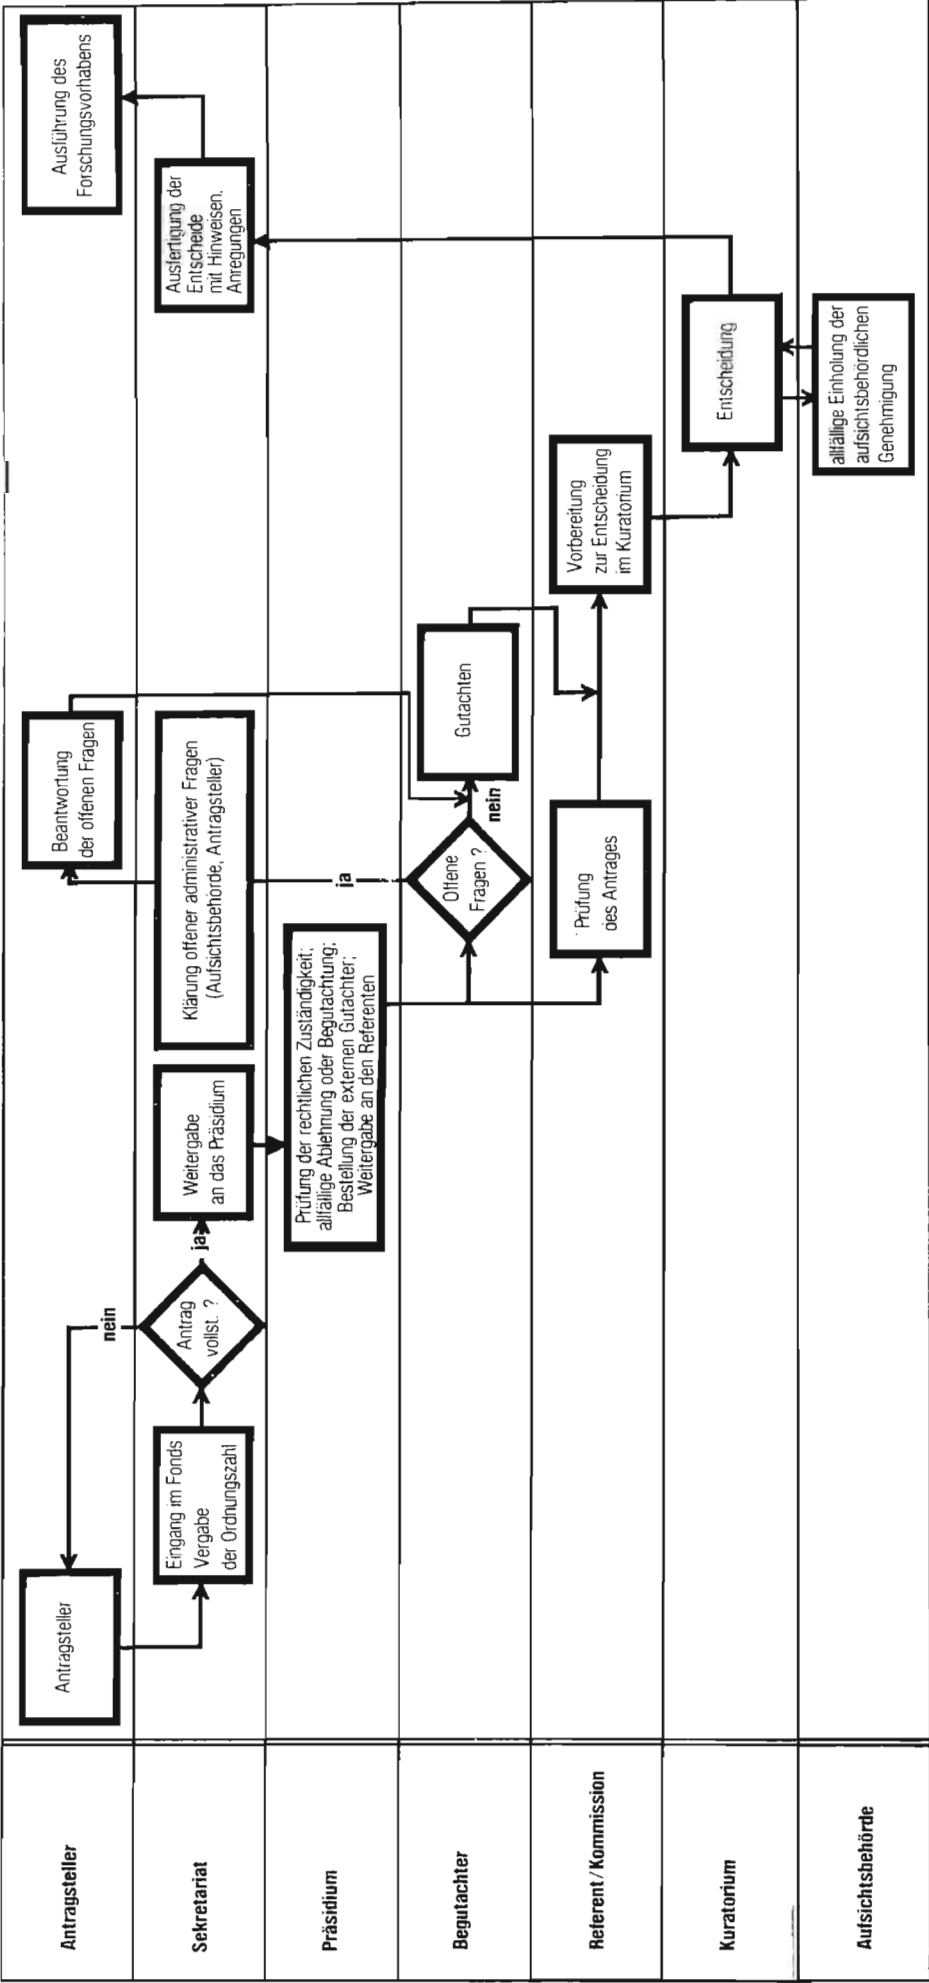 Antragsteller
Antragsteller
nein
Beantwortung
der offenen Fragen
Ausführung des
Forschungsvorhabens
Sekretariat
Eingang im Fonds
Vergabe
der Ordnungszahl
Antrag
vollst. ?
ja
Weitergabe
an das Präsidium
Klärung offener administrativer Fragen
(Aufsichtsbehörde, Antragsteller)
Ausfertigung der
Entscheide
mit Hinweisen,
Anregungen
Präsidium
Prüfung der rechtlichen Zuständigkeit;
allfällige Ablehnung oder Begutachtung;
Bestellung der externen Gutachter;
Weitergabe an den Referenten
ja
Begutachter
Offene
Fragen ?
nein
Gutachten
Referent / Kommission
Prüfung
des Antrages
Vorbereitung
zur Entscheidung
im Kuratorium
Kuratorium
Entscheidung
Aufsichtsbehörde
allfällige Einholung der
aufsichtsbehördlichen
Genehmigung